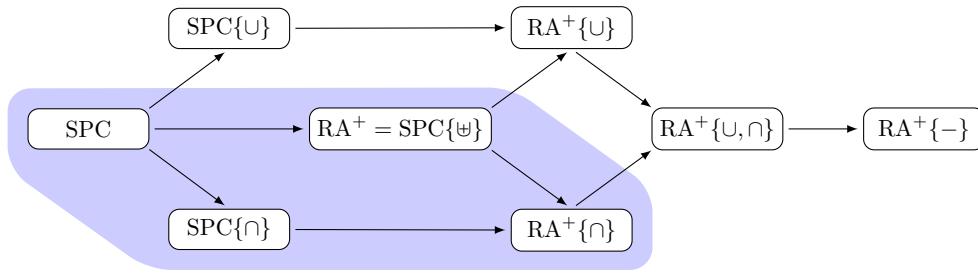 SPC{∪}
RA⁺{∪}
SPC
RA⁺ = SPC{⊎}
RA⁺{∪, ∩}
RA⁺{−}
SPC{∩}
RA⁺{∩}